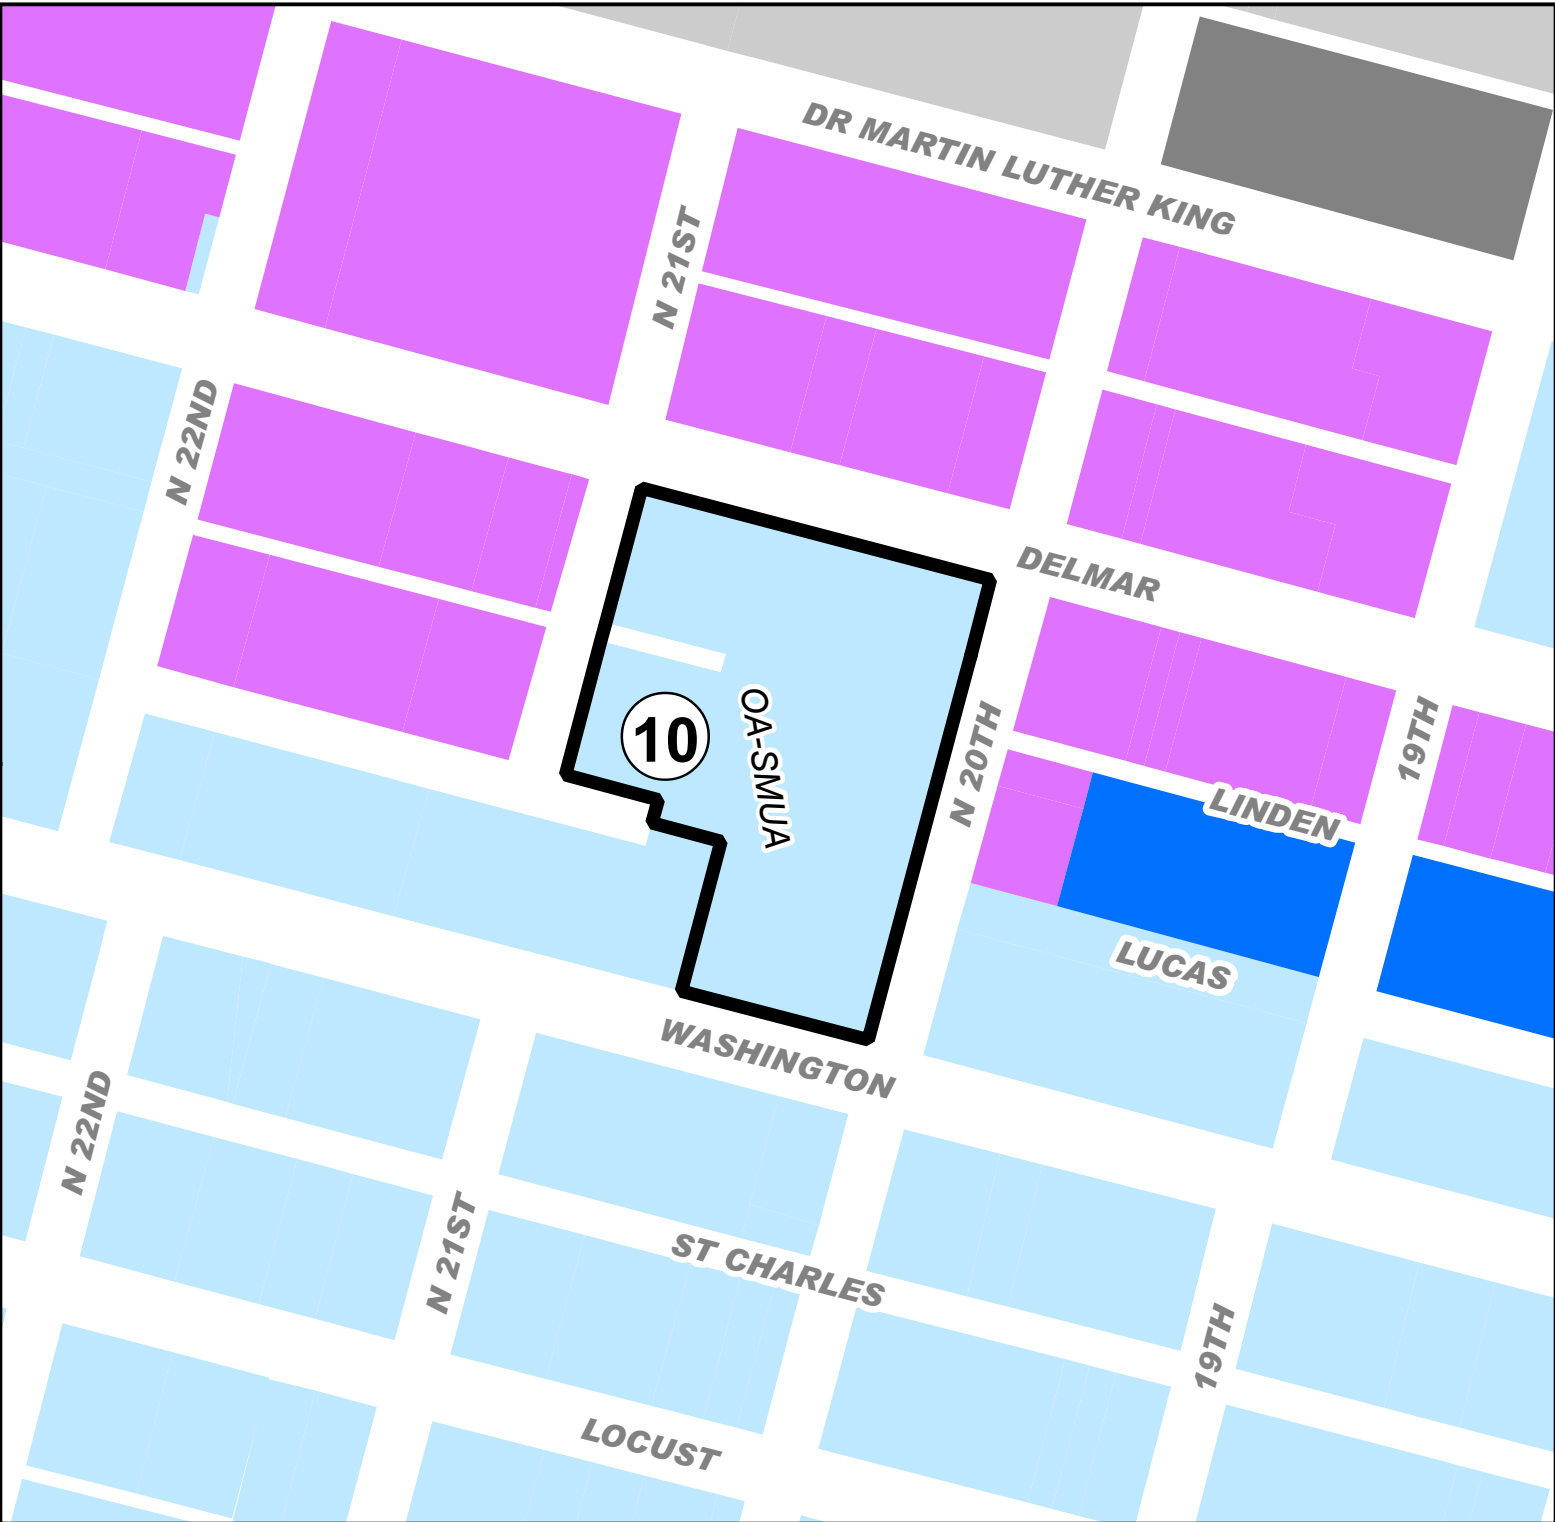 DR MARTIN LUTHER KING
N 21ST
N 22ND
DELMAR
OA-SMUA
10
N 20TH
19TH
LINDEN
LUCAS
WASHINGTON
N 22ND
N 21ST
ST CHARLES
19TH
LOCUST